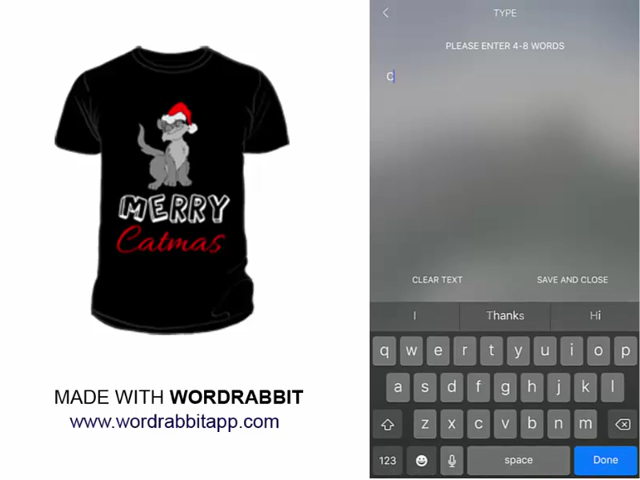 MERRY
Catmas
MADE WITH WORDRABBIT
www.wordrabbitapp.com
TYPE
PLEASE ENTER 4-8 WORDS
C
CLEAR TEXT
SAVE AND CLOSE
I
Thanks
Hi
q w e r t y u i o p
a s d f g h j k l
z x c v b n m
123
space
Done